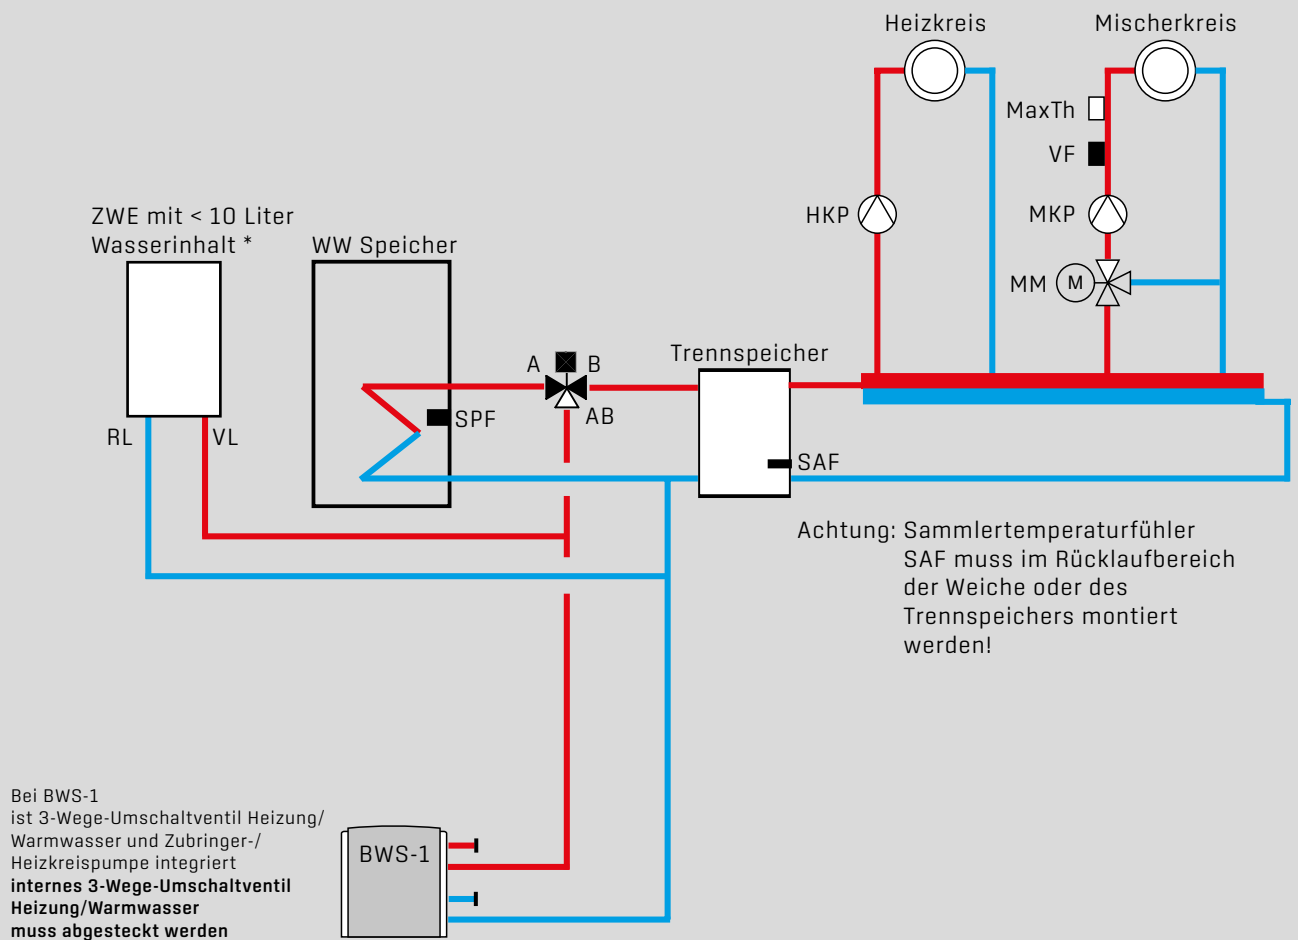 Heizkreis
Mischerkreis
MaxTh
VF
HKP
MKP
MM
M
ZWE mit < 10 Liter
Wasserinhalt *
WW Speicher
RL
VL
A
B
AB
SPF
Trennspeicher
SAF
Achtung: Sammlertemperaturfühler
SAF muss im Rücklaufbereich
der Weiche oder des
Trennspeichers montiert
werden!
Bei BWS-1
ist 3-Wege-Umschaltventil Heizung/
Warmwasser und Zubringer-/
Heizkreispumpe integriert
internes 3-Wege-Umschaltventil
Heizung/Warmwasser
muss abgesteckt werden
BWS-1